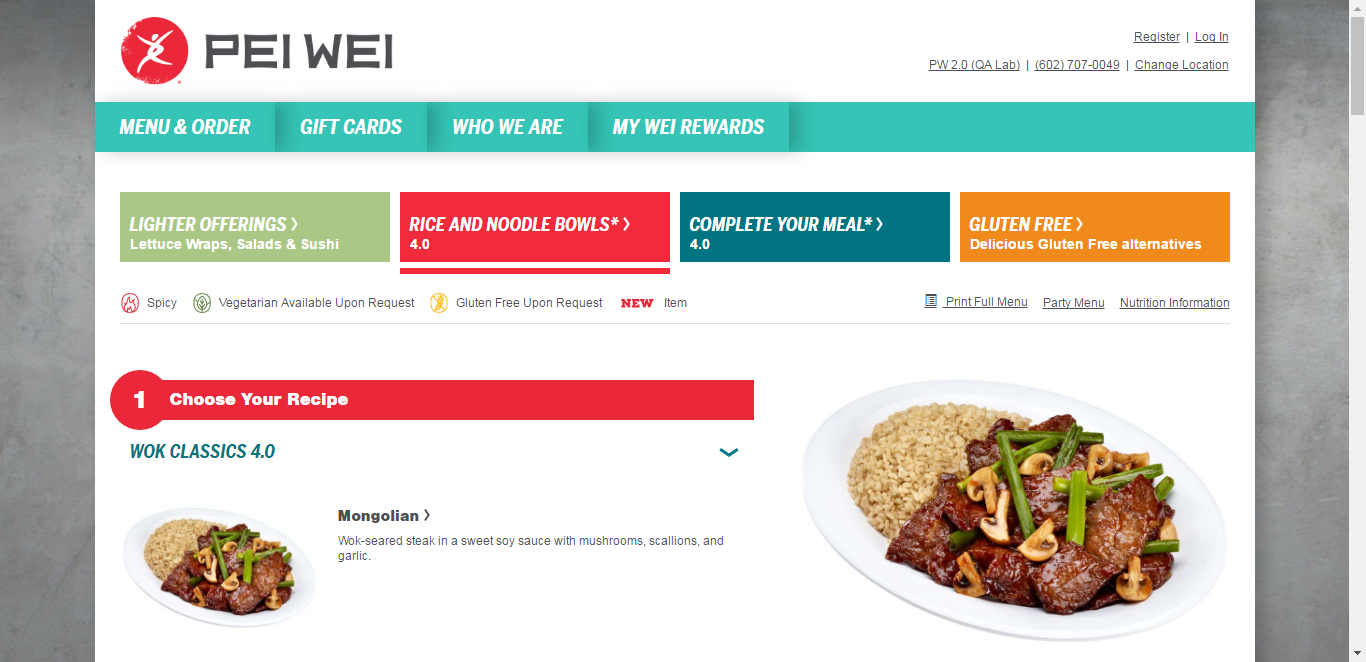 PEI WEI
Register | Log In
PW 2.0 (QA Lab) | (602) 707-0049 | Change Location
MENU & ORDER GIFT CARDS WHO WE ARE MY WEI REWARDS
LIGHTER OFFERINGS >
Lettuce Wraps, Salads & Sushi
RICE AND NOODLE BOWLS* >
4.0
COMPLETE YOUR MEAL* >
4.0
GLUTEN FREE >
Delicious Gluten Free alternatives
Spicy Vegetarian Available Upon Request Gluten Free Upon Request NEW Item
Print Full Menu Party Menu Nutrition Information
1 Choose Your Recipe
WOK CLASSICS 4.0
Mongolian >
Wok-seared steak in a sweet soy sauce with mushrooms, scallions, and
garlic.